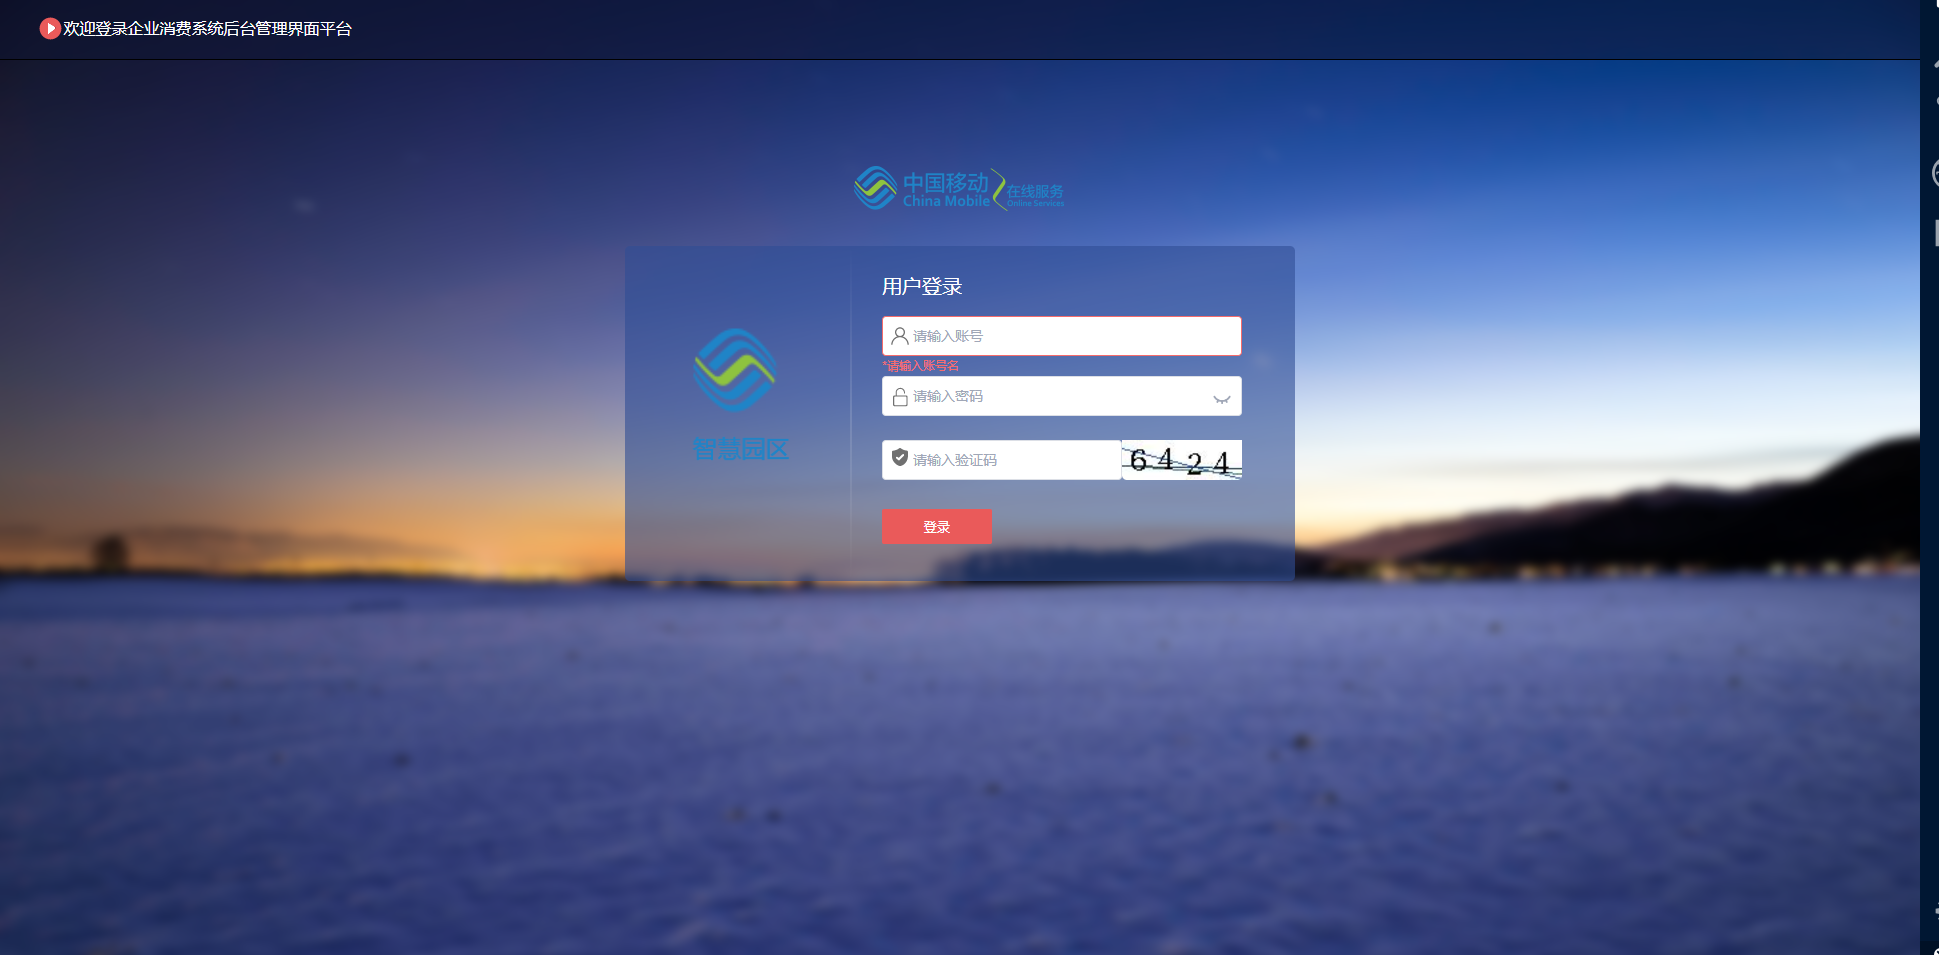 欢迎登录企业消费系统后台管理界面平台
中国移动
China Mobile
在线服务
Online Services
智慧园区
用户登录
请输入账号
*请输入账号名
请输入密码
请输入验证码
6424
登录